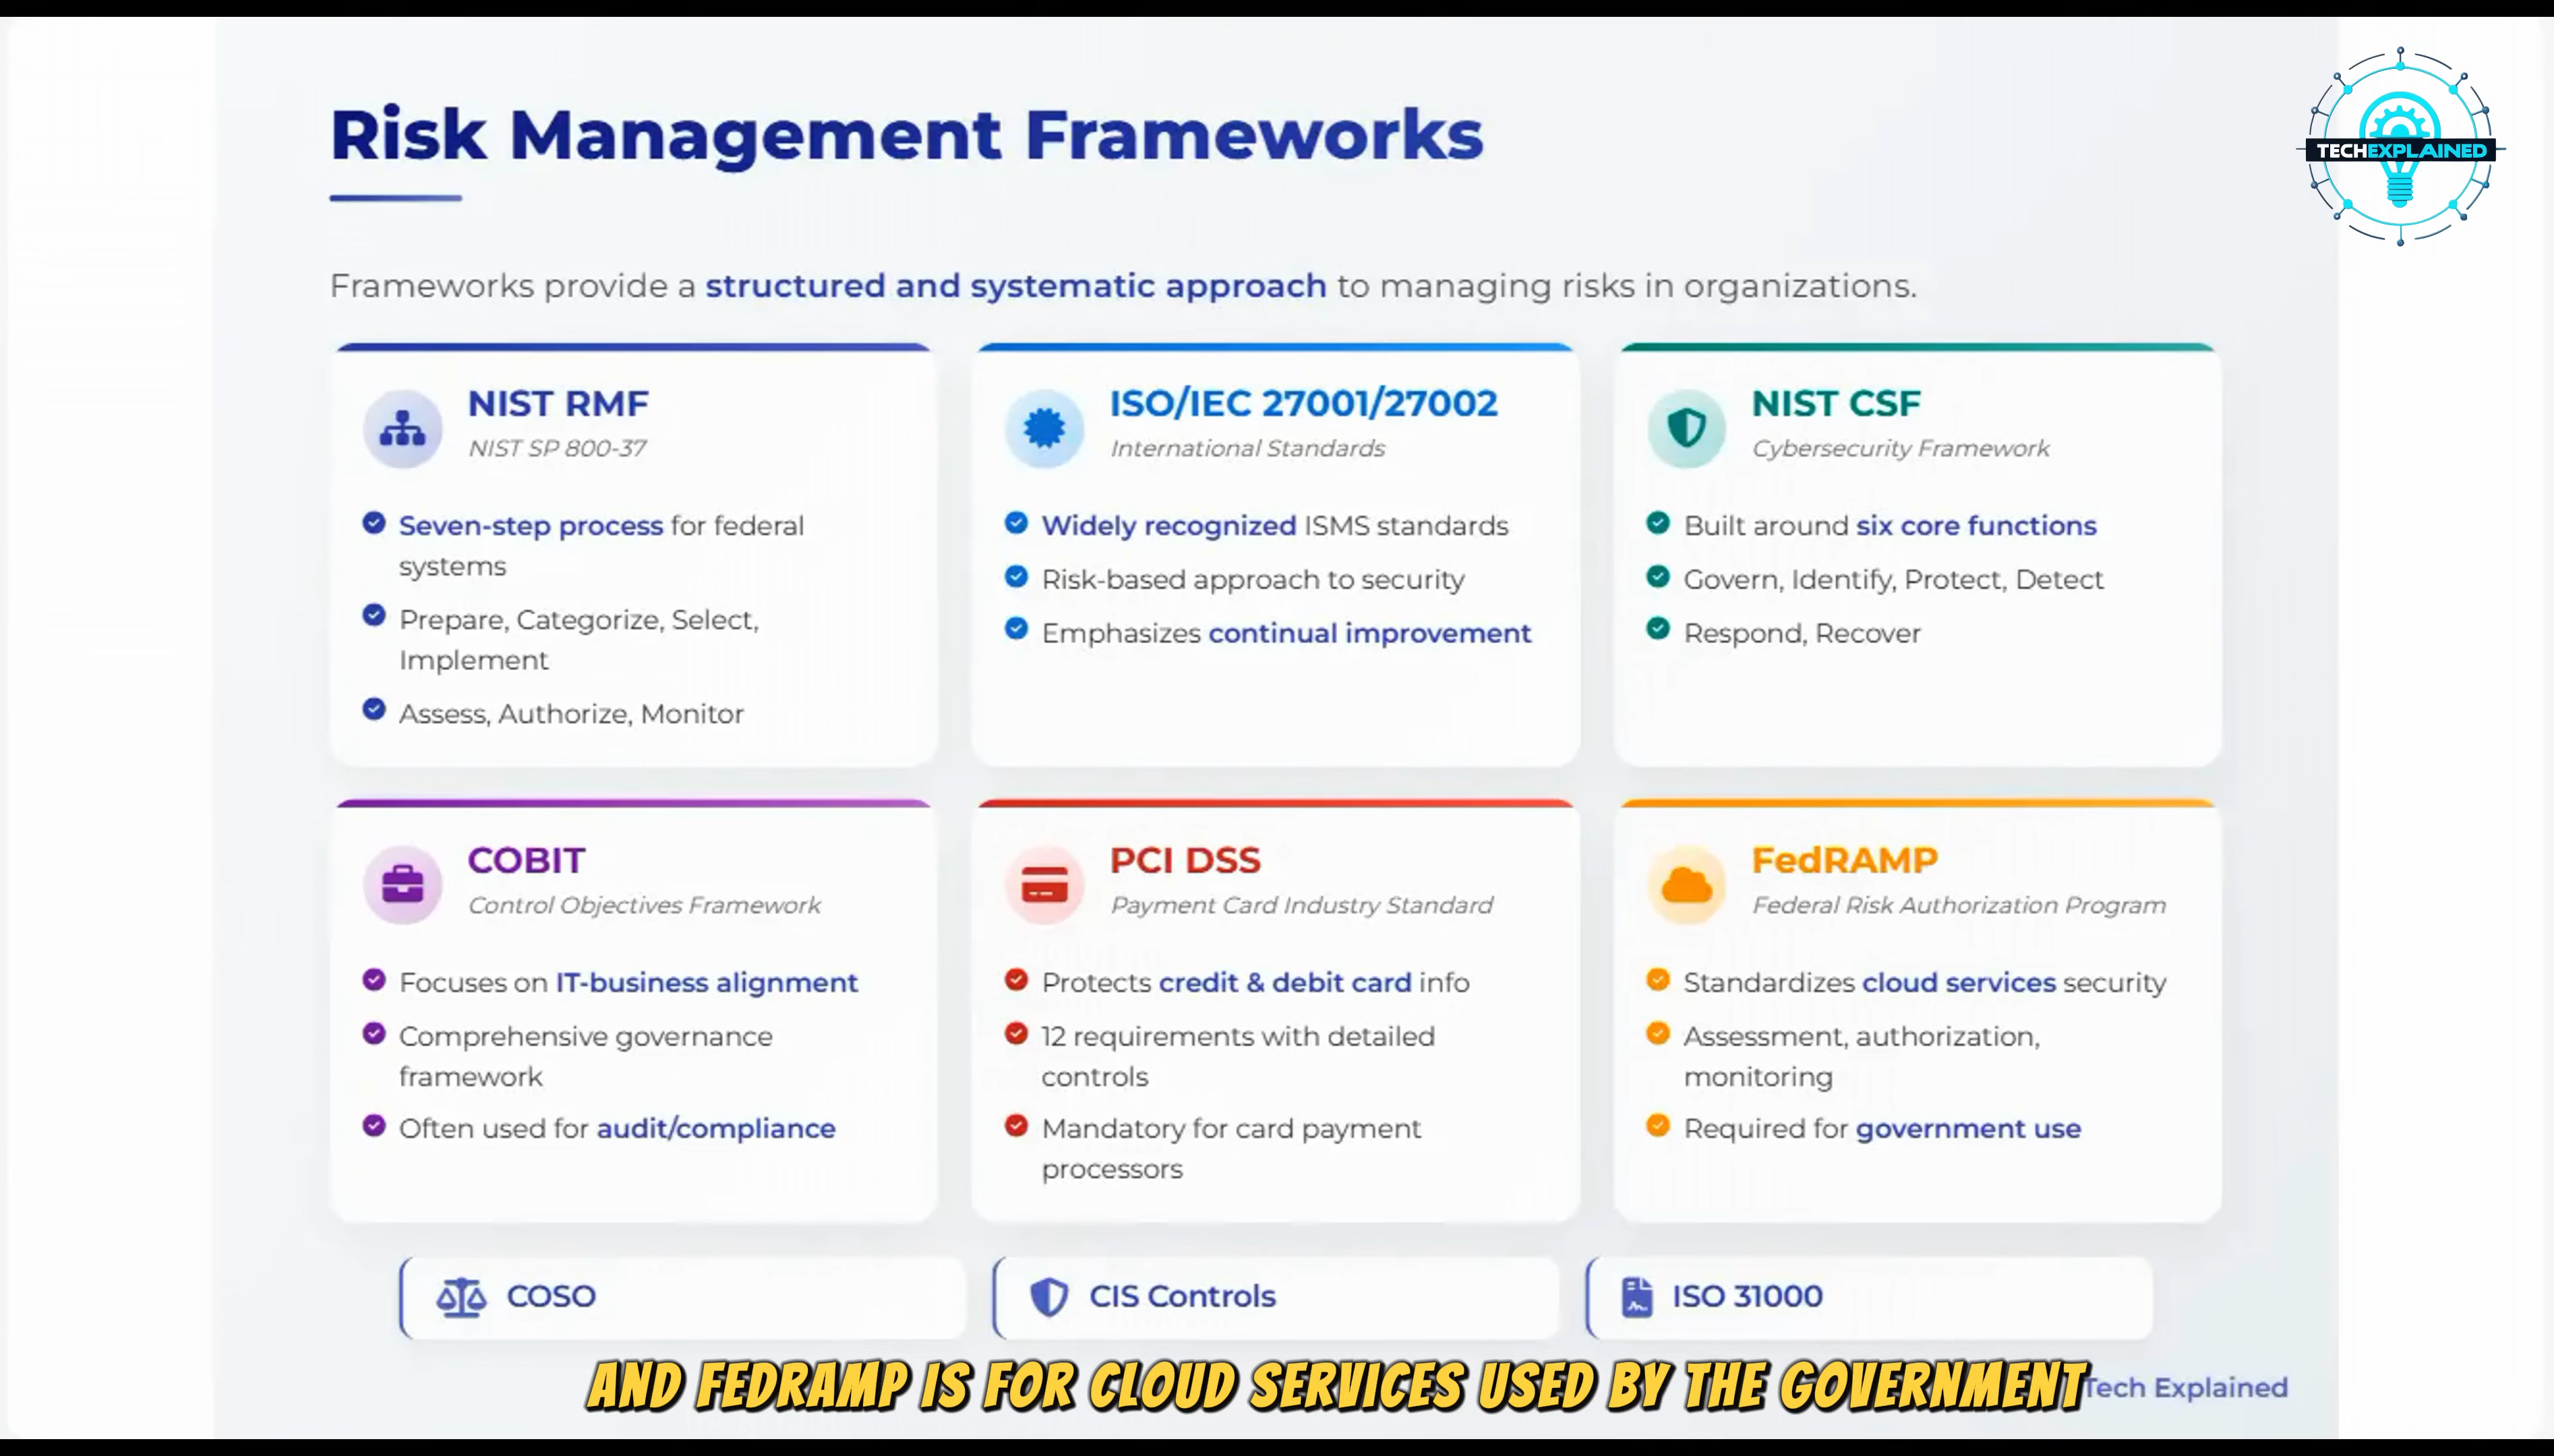 Risk Management Frameworks
TECHEXPLAINED
Frameworks provide a structured and systematic approach to managing risks in organizations.
NIST RMF
NIST SP 800-37
Seven-step process for federal
systems
Prepare, Categorize, Select,
Implement
Assess, Authorize, Monitor
ISO/IEC 27001/27002
International Standards
Widely recognized ISMS standards
Risk-based approach to security
Emphasizes continual improvement
NIST CSF
Cybersecurity Framework
Built around six core functions
Govern, Identify, Protect, Detect
Respond, Recover
COBIT
Control Objectives Framework
Focuses on IT-business alignment
Comprehensive governance
framework
Often used for audit/compliance
PCI DSS
Payment Card Industry Standard
Protects credit & debit card info
12 requirements with detailed
controls
Mandatory for card payment
processors
FedRAMP
Federal Risk Authorization Program
Standardizes cloud services security
Assessment, authorization,
monitoring
Required for government use
COSO
CIS Controls
ISO 31000
AND FEDRAMP IS FOR CLOUD SERVICES USED BY THE GOVERNMENT
Tech Explained